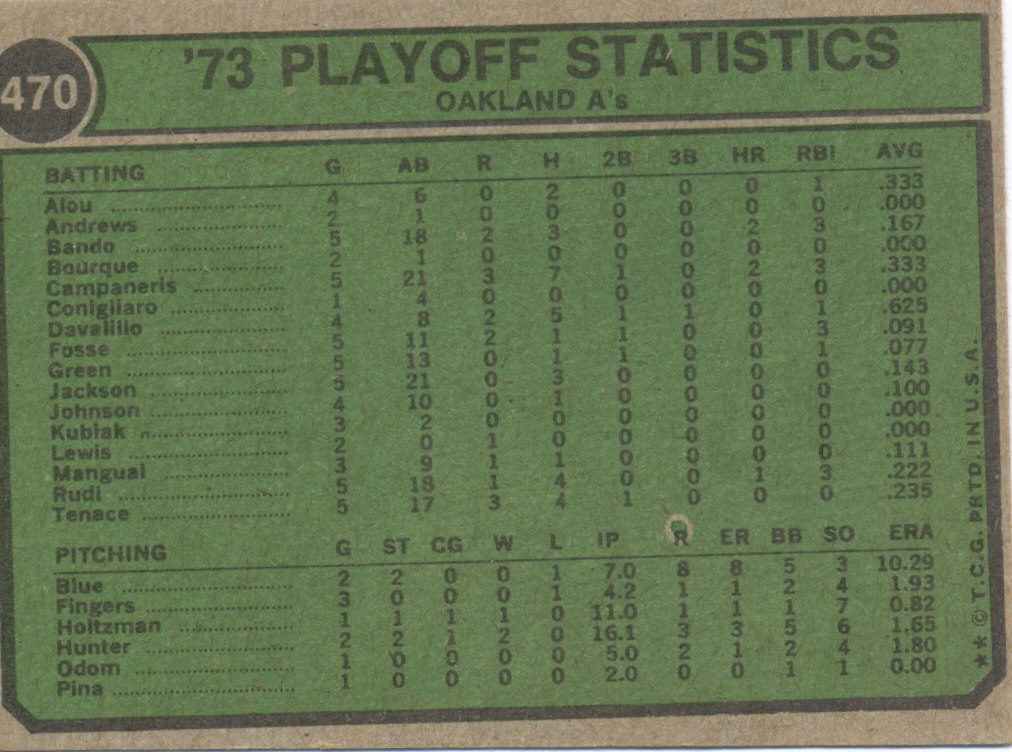 470
'73 PLAYOFF STATISTICS
OAKLAND A's
BATTING G AB R H 2B 3B HR RBI AVG
Alou ........ 4 6 0 2 0 0 0 1 .333
Andrews ........ 2 1 0 0 0 0 0 0 .000
Bando ........ 5 18 2 3 0 0 2 3 .167
Bourque ........ 2 1 0 0 0 0 0 0 .000
Campaneris ........ 5 21 3 7 1 0 2 3 .333
Conigliaro ........ 1 4 0 0 0 0 0 0 .000
Davalillo ........ 4 8 2 5 1 1 0 1 .625
Fosse ........ 5 11 2 1 1 0 0 3 .091
Green ........ 5 13 0 1 1 0 0 1 .077
Jackson ........ 5 21 0 3 0 0 0 0 .143
Johnson ........ 4 10 0 1 0 0 0 0 .100
Kubiak ........ 3 2 0 0 0 0 0 0 .000
Lewis ........ 2 0 1 0 0 0 0 0 .000
Mangual ........ 3 9 1 1 0 0 0 0 .111
Rudi ........ 5 18 1 4 0 0 1 3 .222
Tenace ........ 5 17 3 4 1 0 0 0 .235
PITCHING G ST CG W L IP R ER BB SO ERA
Blue ........ 2 2 0 0 1 7.0 8 8 5 3 10.29
Fingers ........ 3 0 0 0 1 4.2 1 1 2 4 1.93
Holtzman ........ 1 1 1 1 0 11.0 1 1 1 7 0.82
Hunter ........ 2 2 1 2 0 16.1 3 3 5 6 1.65
Odom ........ 1 0 0 0 0 5.0 2 1 2 4 1.80
Pina ........ 1 0 0 0 0 2.0 0 0 1 1 0.00
** © T.C.G. PRTD. IN U.S.A.